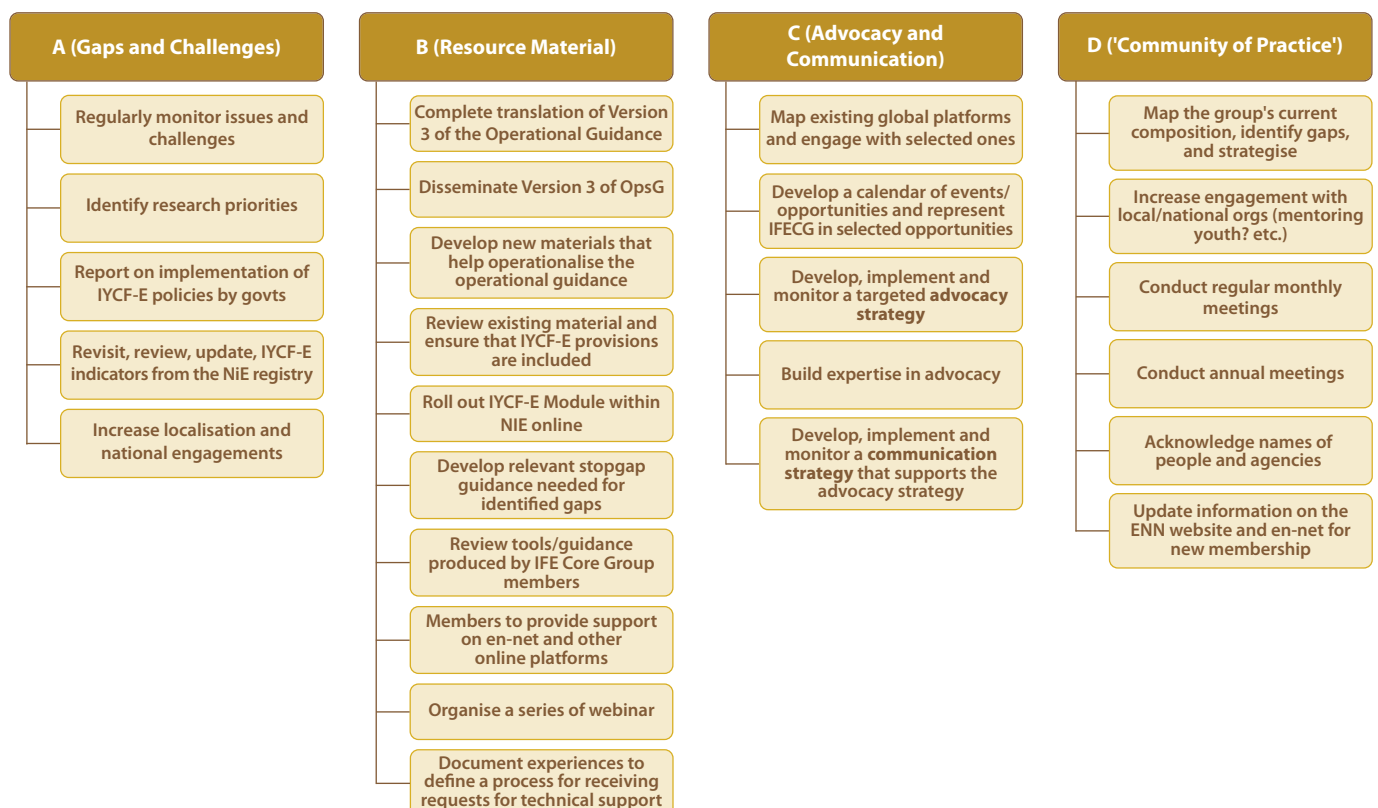 A (Gaps and Challenges)
Regularly monitor issues and
challenges
Identify research priorities
Report on implementation of
IYCF-E policies by govts
Revisit, review, update, IYCF-E
indicators from the NiE registry
Increase localisation and
national engagements
B (Resource Material)
Complete translation of Version
3 of the Operational Guidance
Disseminate Version 3 of OpsG
Develop new materials that
help operationalise the
operational guidance
Review existing material and
ensure that IYCF-E provisions
are included
Roll out IYCF-E Module within
NIE online
Develop relevant stopgap
guidance needed for
identified gaps
Review tools/guidance
produced by IFE Core Group
members
Members to provide support
on en-net and other
online platforms
Organise a series of webinar
Document experiences to
define a process for receiving
requests for technical support
C (Advocacy and
Communication)
Map existing global platforms
and engage with selected ones
Develop a calendar of events/
opportunities and represent
IFECG in selected opportunities
Develop, implement and
monitor a targeted advocacy
strategy
Build expertise in advocacy
Develop, implement and
monitor a communication
strategy that supports the
advocacy strategy
D ('Community of Practice')
Map the group's current
composition, identify gaps,
and strategise
Increase engagement with
local/national orgs (mentoring
youth? etc.)
Conduct regular monthly
meetings
Conduct annual meetings
Acknowledge names of
people and agencies
Update information on the
ENN website and en-net for
new membership